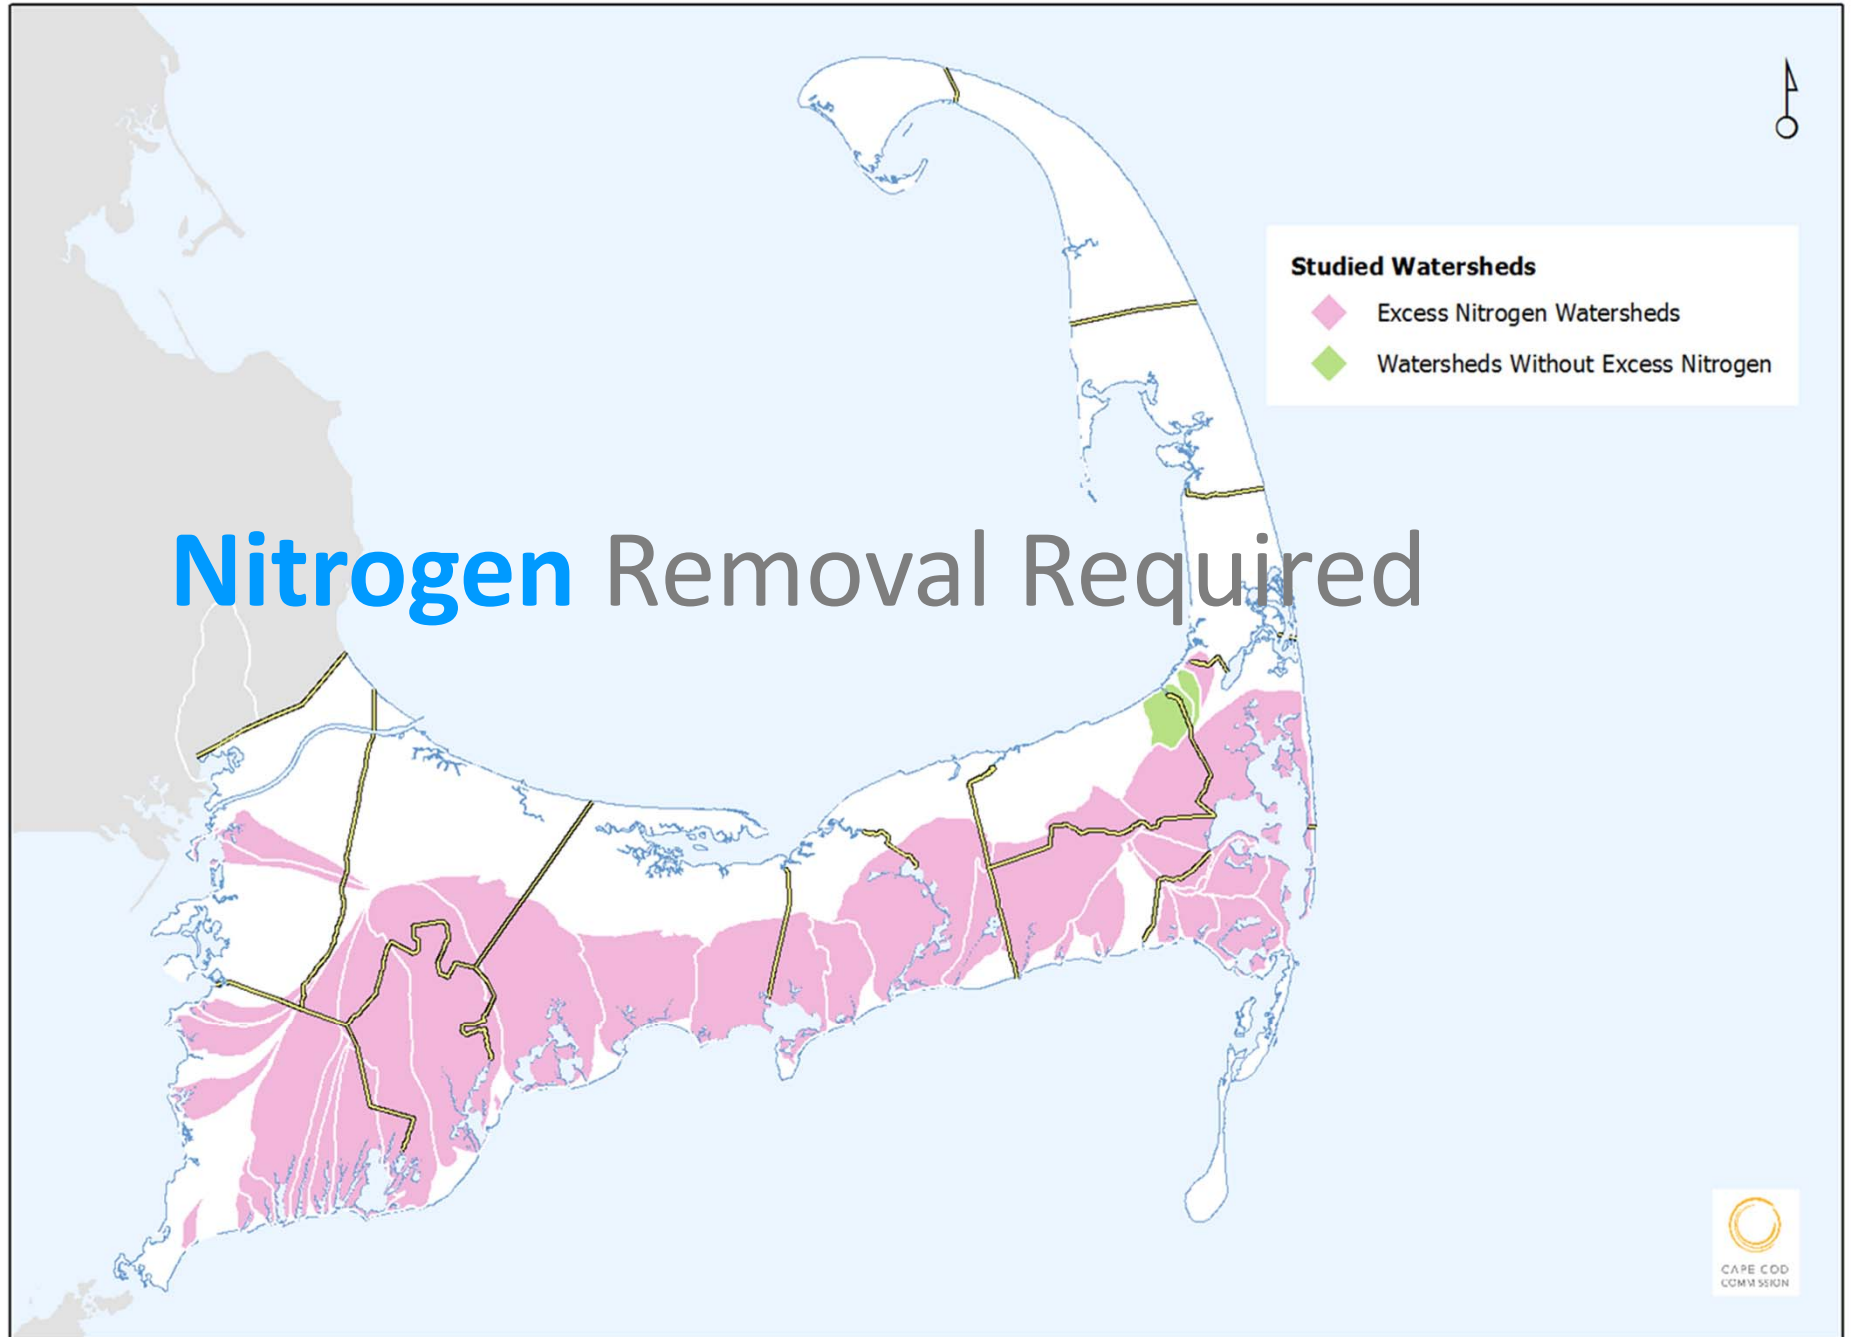 Studied Watersheds
Excess Nitrogen Watersheds
Watersheds Without Excess Nitrogen
Nitrogen Removal Required
CAPE COD
COMMISSION